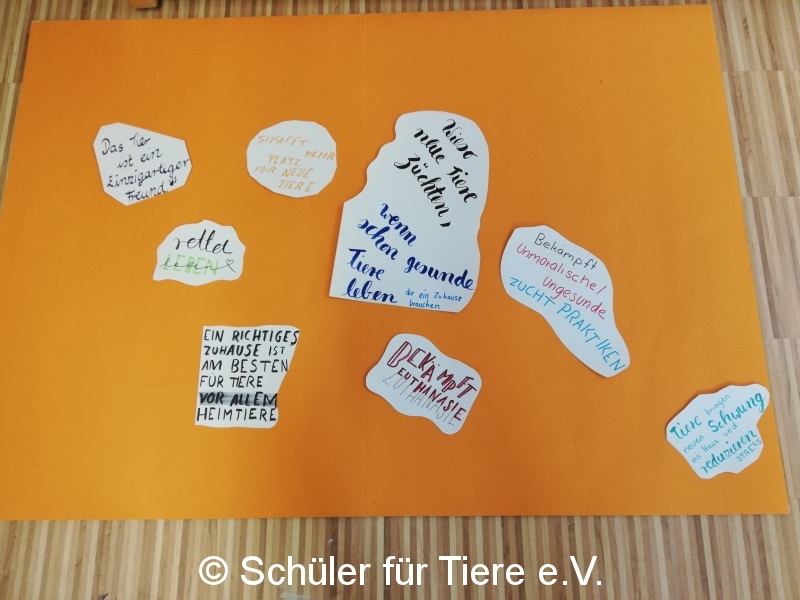 Das Tier
ist ein
Einzigartiger
Freund
SCHAFFT
MEHR
PLATZ
FÜR NEUE
TIERE
Wieso
neue Tiere
züchten,
wenn
schon gesunde
Tiere
leben
die ein Zuhause
brauchen
rettet
LEBEN
Bekämpft
Unmoralische/
Ungesunde
ZUCHT PRAKTIKEN
EIN RICHTIGES
ZUHAUSE IST
AM BESTEN
FÜR TIERE
VOR ALLEM
HEIMTIERE
BEKÄMPFT
EUTHANASIE
Tiere bringen
neuen Schwung
ins Haus und
reduzieren
STRESS
© Schüler für Tiere e.V.